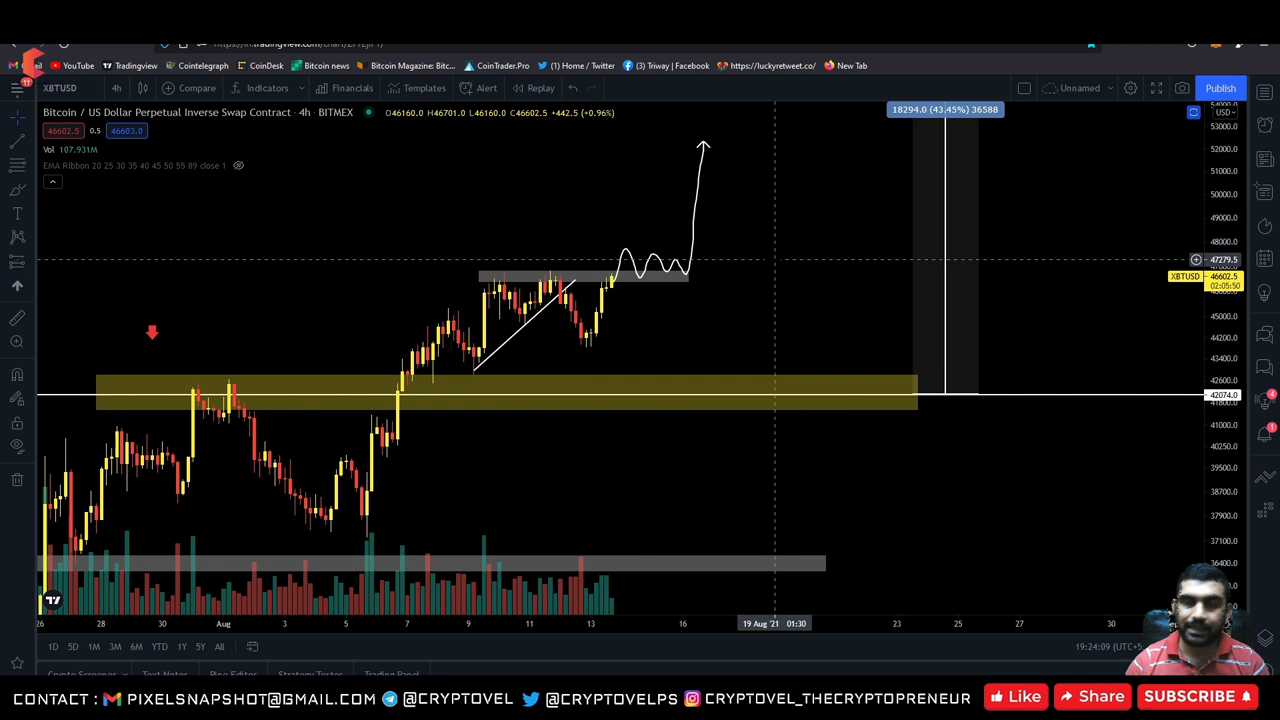 YouTube Tradingview Cointelegraph CoinDesk Bitcoin news Bitcoin Magazine: Bitc... CoinTrader.Pro (1) Home / Twitter (3) Triway | Facebook https://luckyretweet.co/ New Tab
11 XBTUSD 4h Compare Indicators Financials Templates Alert Replay Unnamed Publish
Bitcoin / US Dollar Perpetual Inverse Swap Contract · 4h · BITMEX O46160.0 H46701.0 L46160.0 C46602.5 +442.5 (+0.96%)
46602.5 0.5 46603.0
Vol 107.931M
EMA Ribbon 20 25 30 35 40 45 50 55 89 close 1
18294.0 (43.45%) 36588
USD
53000.0
52000.0
51000.0
50000.0
49000.0
48000.0
47279.5
XBTUSD 46602.5
02:05:50
45000.0
44200.0
43400.0
42600.0
42074.0
41000.0
40250.0
39500.0
38700.0
37900.0
37100.0
36400.0
4
1
26 28 30 Aug 3 5 7 9 11 13 16 19 Aug '21 01:30 23 25 27 30
1D 5D 1M 3M 6M YTD 1Y 5Y All 19:24:09 (UTC+5
CONTACT : PIXELSNAPSHOT@GMAIL.COM @CRYPTOVEL @CRYPTOVELPS CRYPTOVEL_THECRYPTOPRENEUR Like Share SUBSCRIBE